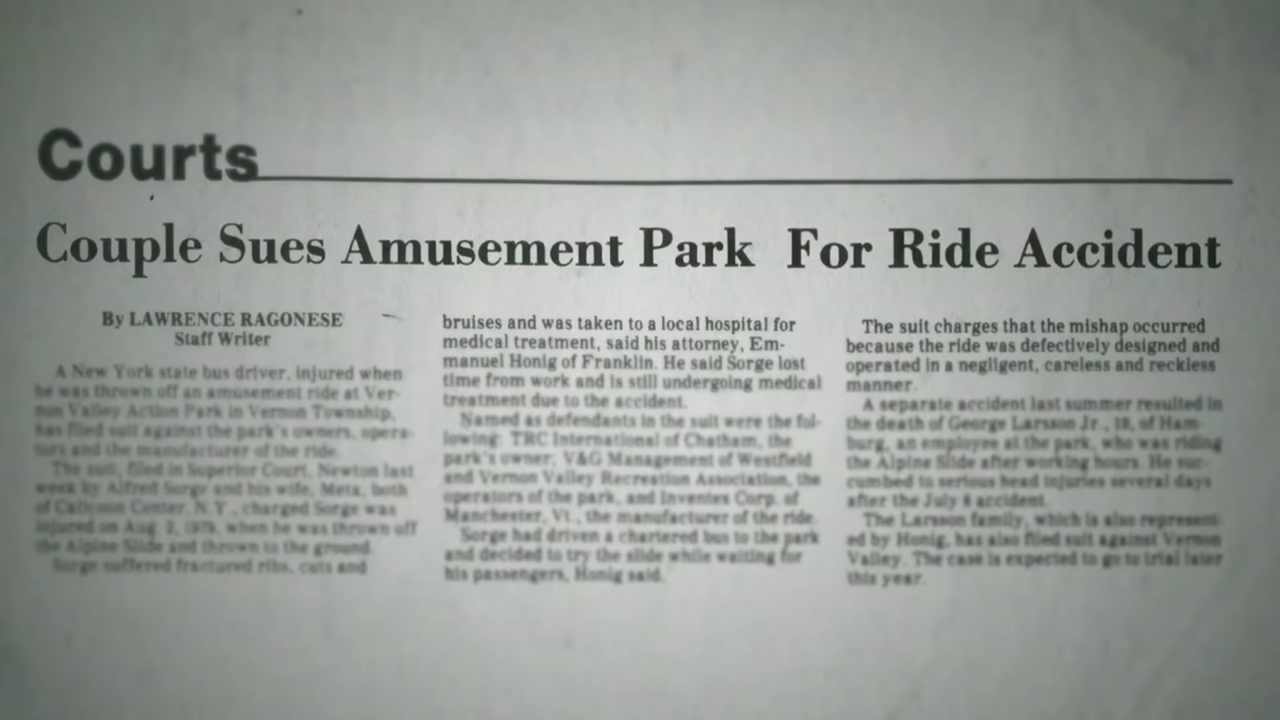 Courts
Couple Sues Amusement Park For Ride Accident
By LAWRENCE RAGONESE
Staff Writer
A New York state bus driver, injured when
he was thrown off an amusement ride at Ver-
non Valley Action Park in Vernon Township,
has filed suit against the park's owners, opera-
tors and the manufacturer of the ride.
The suit, filed in Superior Court, Newton last
week by Alfred Sorge and his wife, Meta, both
of Callicoon Center, N.Y., charged Sorge was
injured on Aug. 2, when he was thrown off
the Alpine Slide and thrown to the ground.
Sorge suffered fractured ribs, cuts and
bruises and was taken to a local hospital for
medical treatment, said his attorney, Em-
manuel Honig of Franklin. He said Sorge lost
time from work and is still undergoing medical
treatment due to the accident.
Named as defendants in the suit were the fol-
lowing: TRC International of Chatham, the
park's owner; V&G Management of Westfield
and Vernon Valley Recreation Association, the
operators of the park, and Inventex Corp. of
Manchester, Vt., the manufacturer of the ride.
Sorge had driven a chartered bus to the park
and decided to try the slide while waiting for
his passengers, Honig said.
The suit charges that the mishap occurred
because the ride was defectively designed and
operated in a negligent, careless and reckless
manner.
A separate accident last summer resulted in
the death of George Larsson Jr., 19, of Ham-
burg, an employee at the park, who was riding
the Alpine Slide after working hours. He suc-
cumbed to serious head injuries several days
after the July 8 accident.
The Larsson family, which is also represent-
ed by Honig, has also filed suit against Vernon
Valley. The case is expected to go to trial later
this year.